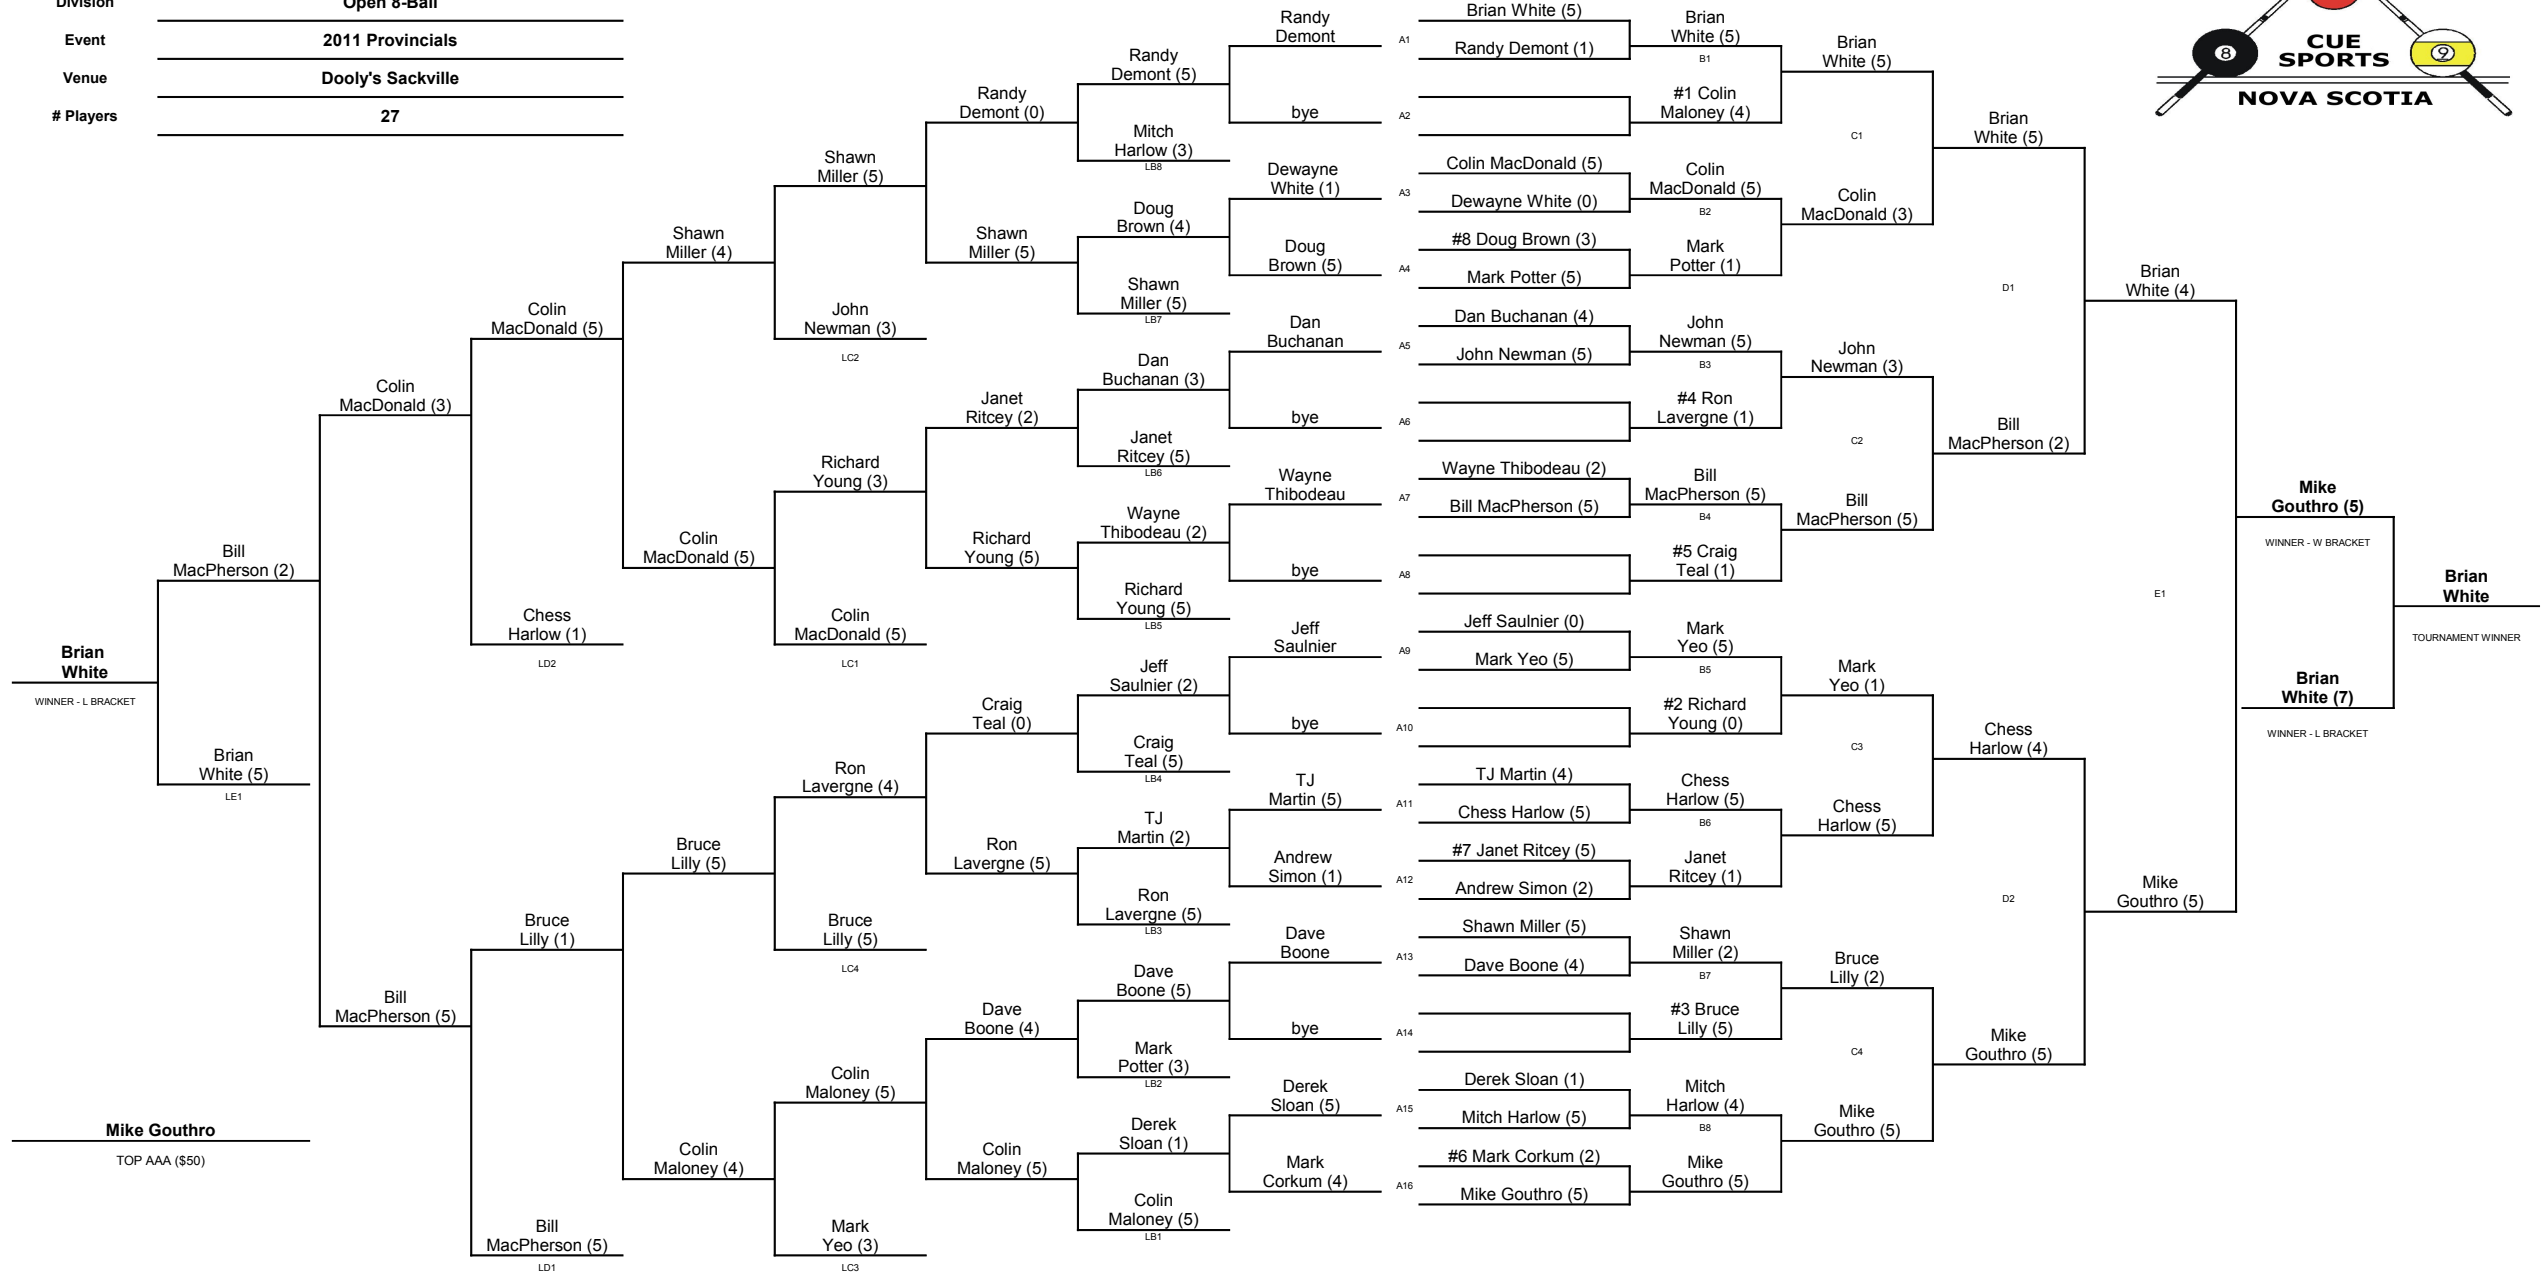 Division
Open 8-Ball
Event
2011 Provincials
Venue
Dooly's Sackville
# Players
27
8
9
CUE
SPORTS
NOVA SCOTIA
Brian
White
WINNER - L BRACKET
Mike Gouthro
TOP AAA ($50)
Bill
MacPherson (2)
Brian
White (5)
LE1
Colin
MacDonald (3)
Bill
MacPherson (5)
Colin
MacDonald (5)
Chess
Harlow (1)
LD2
Bruce
Lilly (1)
Bill
MacPherson (5)
LD1
Shawn
Miller (4)
Colin
MacDonald (5)
Bruce
Lilly (5)
Colin
Maloney (4)
Shawn
Miller (5)
John
Newman (3)
LC2
Richard
Young (3)
Colin
MacDonald (5)
LC1
Ron
Lavergne (4)
Bruce
Lilly (5)
LC4
Colin
Maloney (5)
Mark
Yeo (3)
LC3
Randy
Demont (0)
Shawn
Miller (5)
Janet
Ritcey (2)
Richard
Young (5)
Craig
Teal (0)
Ron
Lavergne (5)
Dave
Boone (4)
Colin
Maloney (5)
Randy
Demont (5)
Mitch
Harlow (3)
LB8
Doug
Brown (4)
Shawn
Miller (5)
LB7
Dan
Buchanan (3)
Janet
Ritcey (5)
LB6
Wayne
Thibodeau (2)
Richard
Young (5)
LB5
Jeff
Saulnier (2)
Craig
Teal (5)
LB4
TJ
Martin (2)
Ron
Lavergne (5)
LB3
Dave
Boone (5)
Mark
Potter (3)
LB2
Derek
Sloan (1)
Colin
Maloney (5)
LB1
Randy
Demont
bye
Dewayne
White (1)
Doug
Brown (5)
Dan
Buchanan
bye
Wayne
Thibodeau
bye
Jeff
Saulnier
bye
TJ
Martin (5)
Andrew
Simon (1)
Dave
Boone
bye
Derek
Sloan (5)
Mark
Corkum (4)
A1
A2
A3
A4
A5
A6
A7
A8
A9
A10
A11
A12
A13
A14
A15
A16
Brian White (5)
Randy Demont (1)
Colin MacDonald (5)
Dewayne White (0)
#8 Doug Brown (3)
Mark Potter (5)
Dan Buchanan (4)
John Newman (5)
Wayne Thibodeau (2)
Bill MacPherson (5)
Jeff Saulnier (0)
Mark Yeo (5)
TJ Martin (4)
Chess Harlow (5)
#7 Janet Ritcey (5)
Andrew Simon (2)
Shawn Miller (5)
Dave Boone (4)
Derek Sloan (1)
Mitch Harlow (5)
#6 Mark Corkum (2)
Mike Gouthro (5)
Brian
White (5)
B1
#1 Colin
Maloney (4)
Colin
MacDonald (5)
B2
Mark
Potter (1)
John
Newman (5)
B3
#4 Ron
Lavergne (1)
Bill
MacPherson (5)
B4
#5 Craig
Teal (1)
Mark
Yeo (5)
B5
#2 Richard
Young (0)
Chess
Harlow (5)
B6
Janet
Ritcey (1)
Shawn
Miller (2)
B7
#3 Bruce
Lilly (5)
Mitch
Harlow (4)
B8
Mike
Gouthro (5)
Brian
White (5)
C1
Colin
MacDonald (3)
John
Newman (3)
C2
Bill
MacPherson (5)
Mark
Yeo (1)
C3
Chess
Harlow (5)
Bruce
Lilly (2)
C4
Mike
Gouthro (5)
Brian
White (5)
D1
Bill
MacPherson (2)
Chess
Harlow (4)
D2
Mike
Gouthro (5)
Brian
White (4)
E1
Mike
Gouthro (5)
Mike
Gouthro (5)
WINNER - W BRACKET
Brian
White (7)
WINNER - L BRACKET
Brian
White
TOURNAMENT WINNER